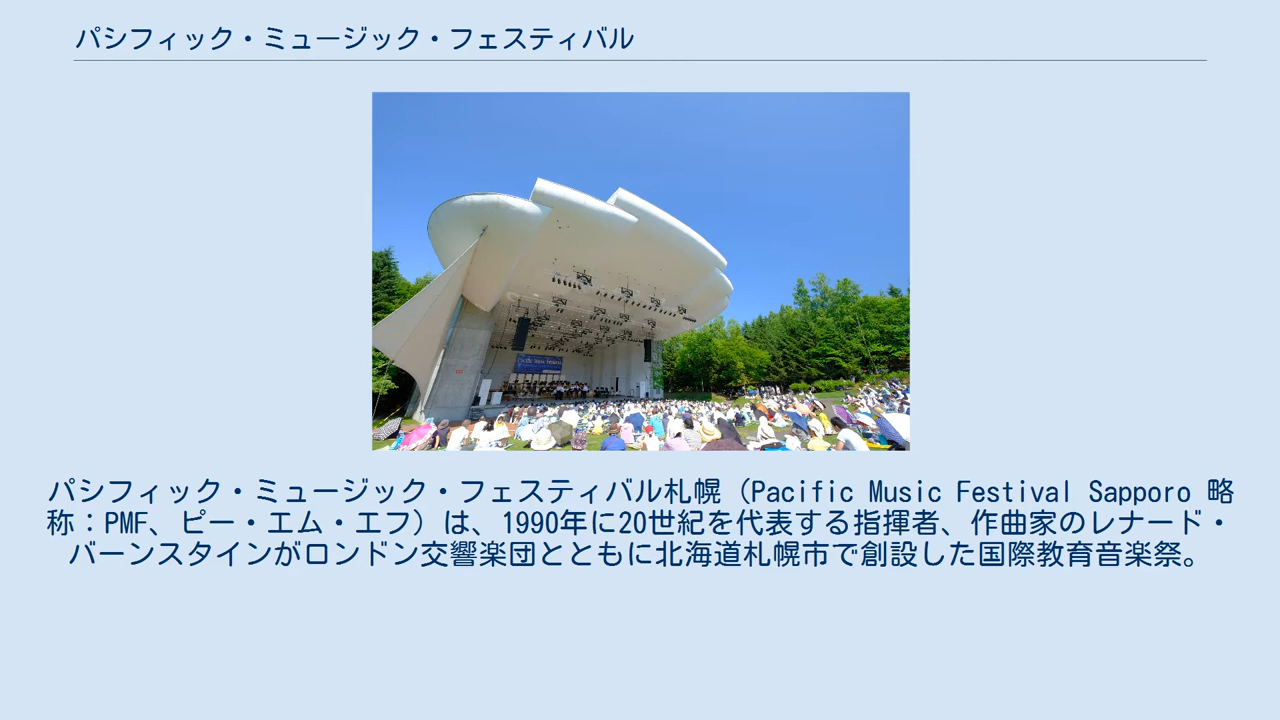 パシフィック・ミュージック・フェスティバル
Pacific Music Festival
パシフィック・ミュージック・フェスティバル札幌（Pacific Music Festival Sapporo 略
称：PMF、ピー・エム・エフ）は、1990年に20世紀を代表する指揮者、作曲家のレナード・
バーンスタインがロンドン交響楽団とともに北海道札幌市で創設した国際教育音楽祭。